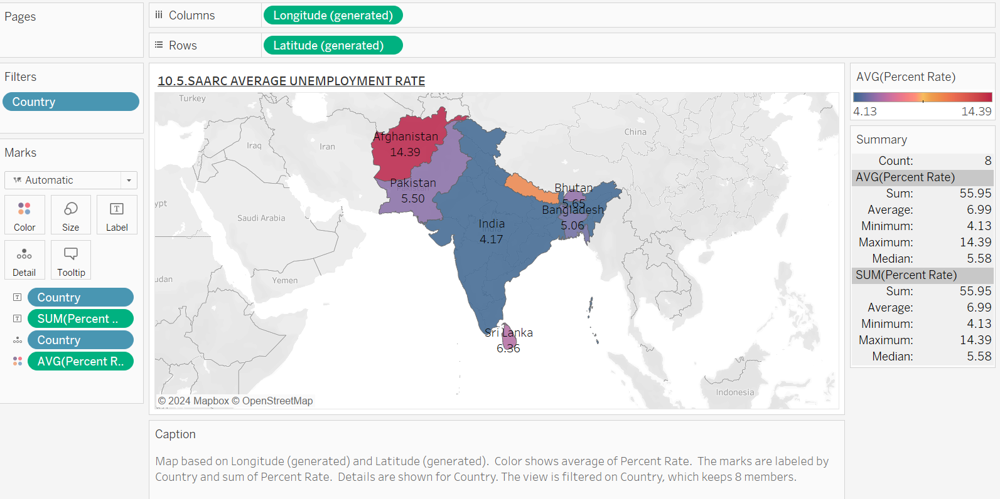 Pages
Columns
Longitude (generated)
Rows
Latitude (generated)
Filters
Country
Marks
Automatic
Color
Size
Label
Detail
Tooltip
Country
SUM(Percent ..
Country
AVG(Percent R..
10.5.SAARC AVERAGE UNEMPLOYMENT RATE
Turkey
Iraq
Iran
China
ypt
Saudi Arabia
udan
Yemen
Indonesia
Afghanistan
14.39
Pakistan
5.50
Bhutan
5.65
Bangladesh
5.06
India
4.17
Sri Lanka
6.36
© 2024 Mapbox © OpenStreetMap
AVG(Percent Rate)
4.13 14.39
Summary
Count: 8
AVG(Percent Rate)
Sum: 55.95
Average: 6.99
Minimum: 4.13
Maximum: 14.39
Median: 5.58
SUM(Percent Rate)
Sum: 55.95
Average: 6.99
Minimum: 4.13
Maximum: 14.39
Median: 5.58
Caption
Map based on Longitude (generated) and Latitude (generated).  Color shows average of Percent Rate.  The marks are labeled by
Country and sum of Percent Rate.  Details are shown for Country. The view is filtered on Country, which keeps 8 members.